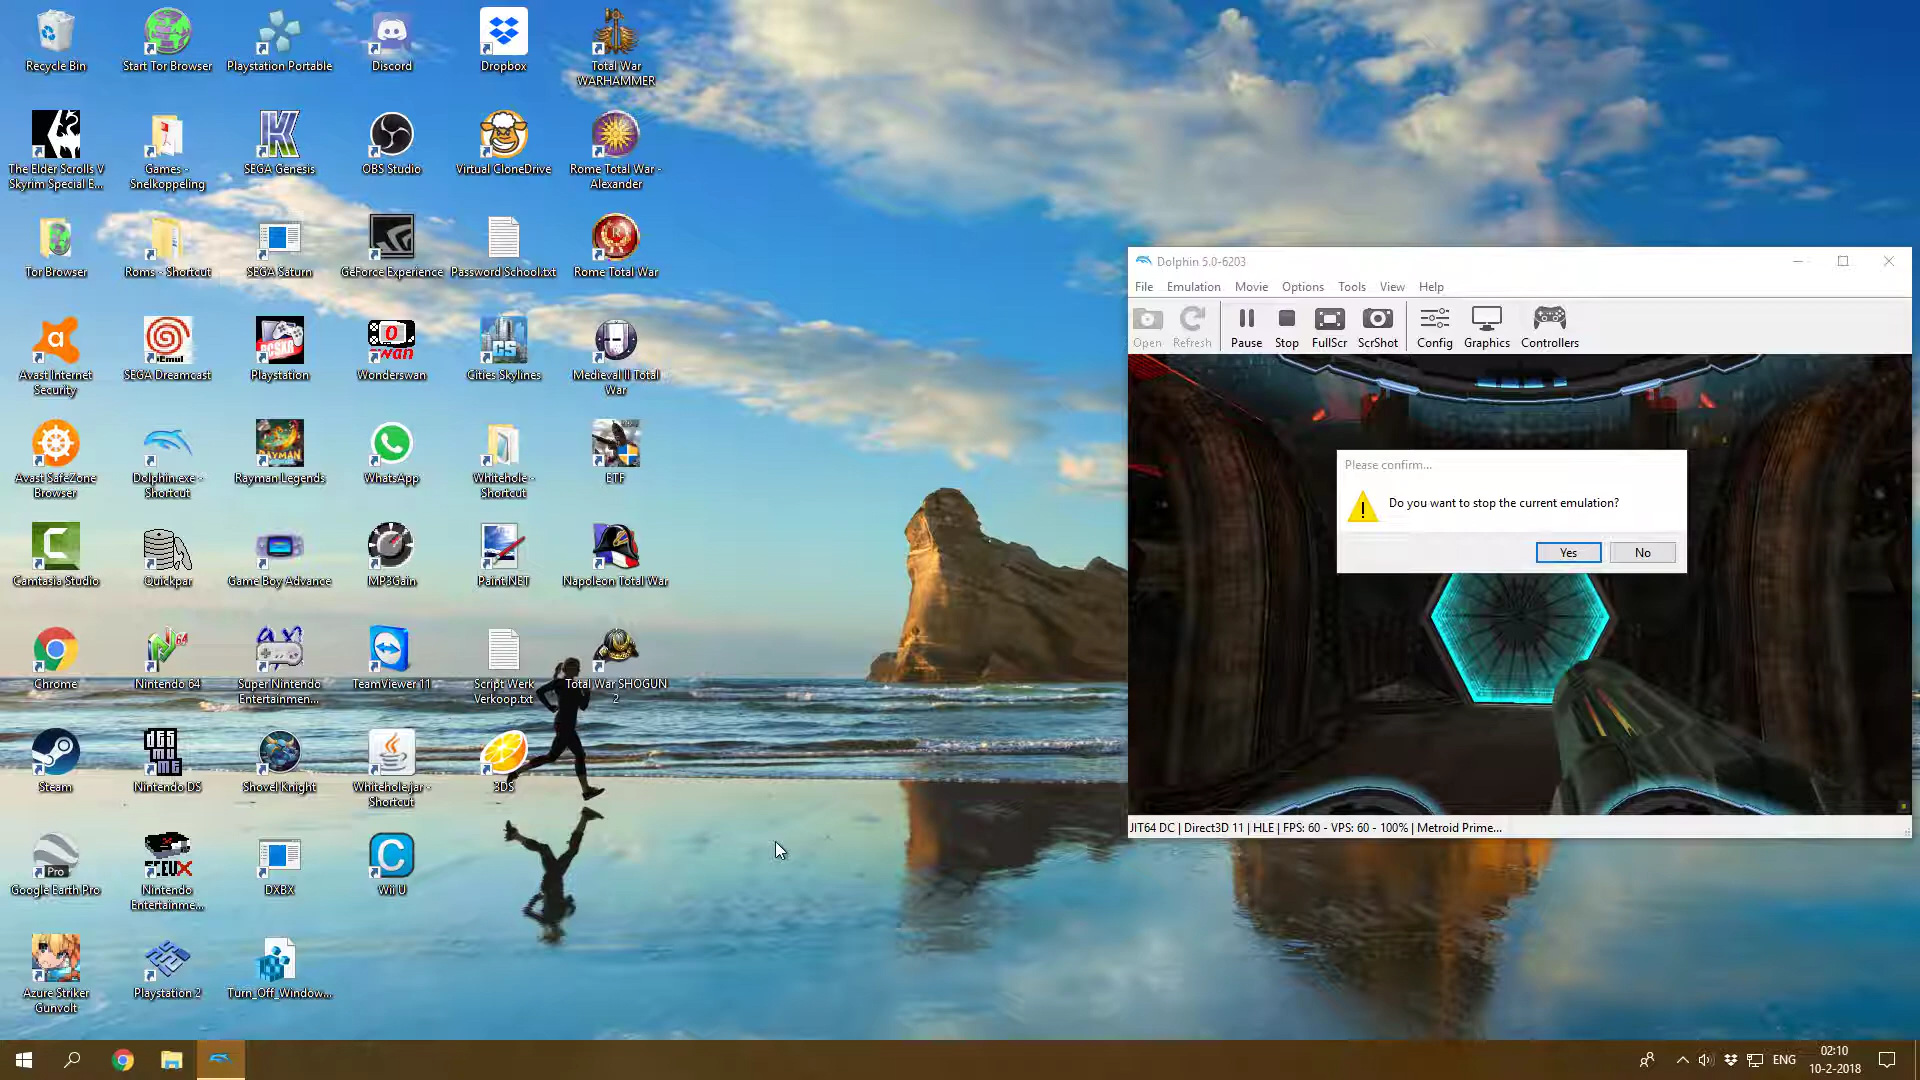 Recycle Bin
Start Tor Browser
Playstation Portable
Discord
Dropbox
Total War
WARHAMMER
The Elder Scrolls V
Skyrim Special E...
Games -
Snelkoppeling
SEGA Genesis
OBS Studio
Virtual CloneDrive
Rome Total War -
Alexander
Tor Browser
Roms - Shortcut
SEGA Saturn
GeForce Experience
Password School.txt
Rome Total War
Avast Internet
Security
SEGA Dreamcast
Playstation
Wonderswan
Cities Skylines
Medieval II Total
War
Avast SafeZone
Browser
Dolphin.exe -
Shortcut
Rayman Legends
WhatsApp
Whitehole -
Shortcut
ETF
Camtasia Studio
Quickpar
Game Boy Advance
MP3Gain
Paint.NET
Napoleon Total War
Chrome
Nintendo 64
Super Nintendo
Entertainmen...
TeamViewer 11
Script Werk
Verkoop.txt
Total War SHOGUN
2
Steam
Nintendo DS
Shovel Knight
Whitehole.jar -
Shortcut
3DS
Pro
Google Earth Pro
Nintendo
Entertainme...
DXBX
Wii U
Azure Striker
Gunvolt
Playstation 2
Turn_Off_Window...
Dolphin 5.0-6203
File Emulation Movie Options Tools View Help
Open Refresh Pause Stop FullScr ScrShot Config Graphics Controllers
Please confirm...
Do you want to stop the current emulation?
Yes No
JIT64 DC | Direct3D 11 | HLE | FPS: 60 - VPS: 60 - 100% | Metroid Prime...
ENG
02:10
10-2-2018